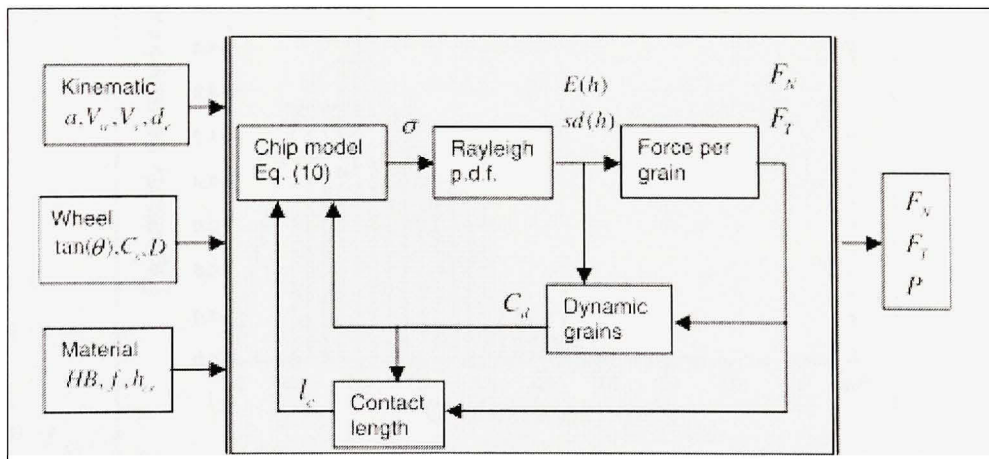 Kinematic
a, V_w, V_s, d_e
Wheel
tan(θ), C_s, D
Material
HB, f, h_cr
Chip model
Eq. (10)
σ
Rayleigh
p.d.f.
E(h)
sd(h)
Force per
grain
F_N
F_T
C_d
Dynamic
grains
l_c
Contact
length
F_N
F_T
P